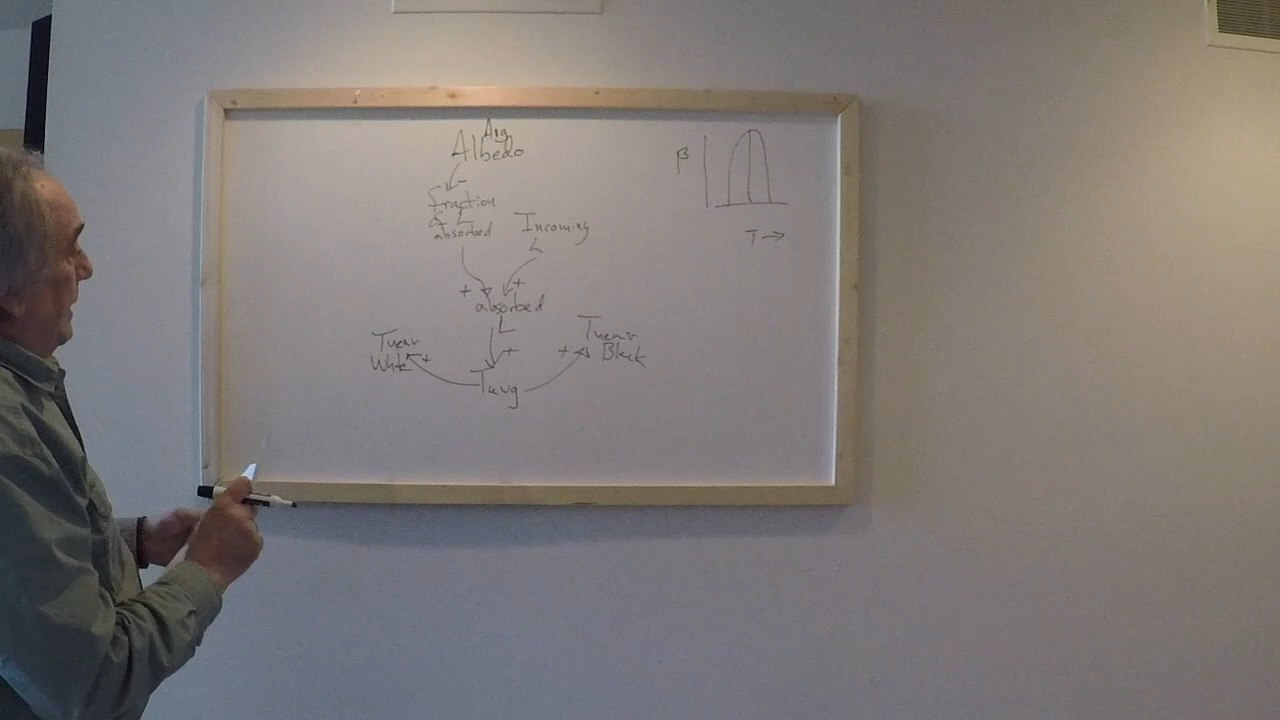 Avg
Albedo
-
fraction
of L
absorbed
Incoming
L
+
+
absorbed
L
+
Tnear
White
+
Tavg
+
Tnear
Black
β
T →